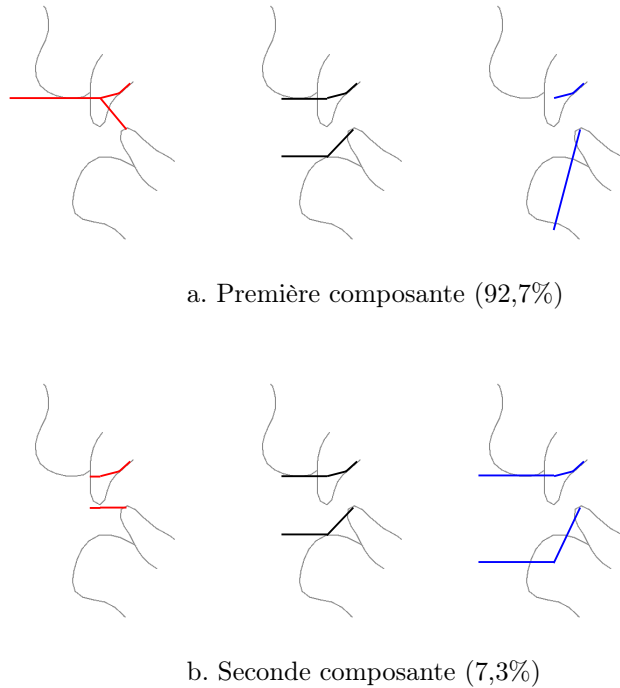 a. Première composante (92,7%)
b. Seconde composante (7,3%)